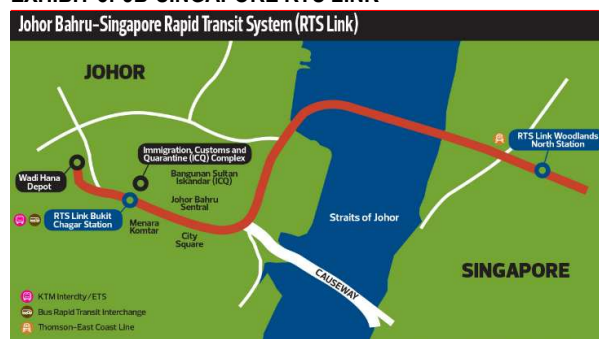 Johor Bahru-Singapore Rapid Transit System (RTS Link)
JOHOR
Immigration, Customs and
Quarantine (ICQ) Complex
Bangunan Sultan
Iskandar (ICQ)
Wadi Hana
Depot
RTS Link Bukit
Chagar Station
Johor Bahru
Sentral
Menara
Komtar
City
Square
Straits of Johor
CAUSEWAY
RTS Link Woodlands
North Station
SINGAPORE
KTM Intercity/ETS
Bus Rapid Transit Interchange
Thomson-East Coast Line